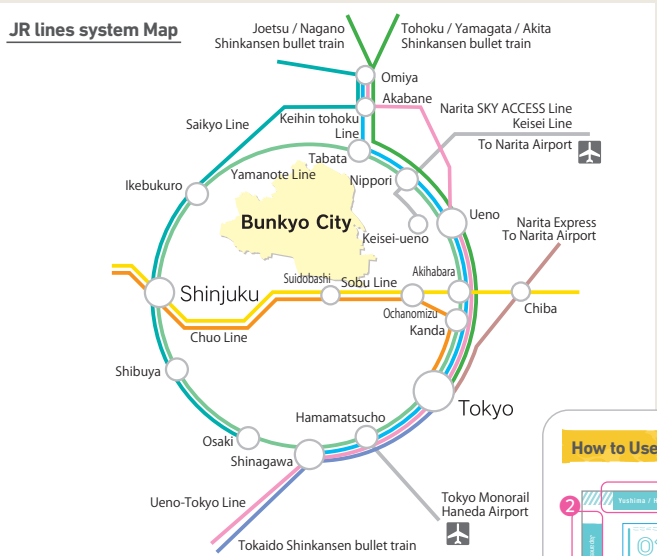 JR lines system Map
Joetsu / Nagano
Shinkansen bullet train
Tohoku / Yamagata / Akita
Shinkansen bullet train
Omiya
Akabane
Saikyo Line
Keihin tohoku
Line
Narita SKY ACCESS Line
Keisei Line
To Narita Airport
Tabata
Yamanote Line
Nippori
Ikebukuro
Bunkyo City
Ueno
Keisei-ueno
Narita Express
To Narita Airport
Suidobashi
Sobu Line
Akihabara
Shinjuku
Ochanomizu
Chiba
Kanda
Chuo Line
Shibuya
Tokyo
Hamamatsucho
Osaki
Shinagawa
How to Use
Ueno-Tokyo Line
Tokyo Monorail
Haneda Airport
Tokaido Shinkansen bullet train
2
Yushima / H